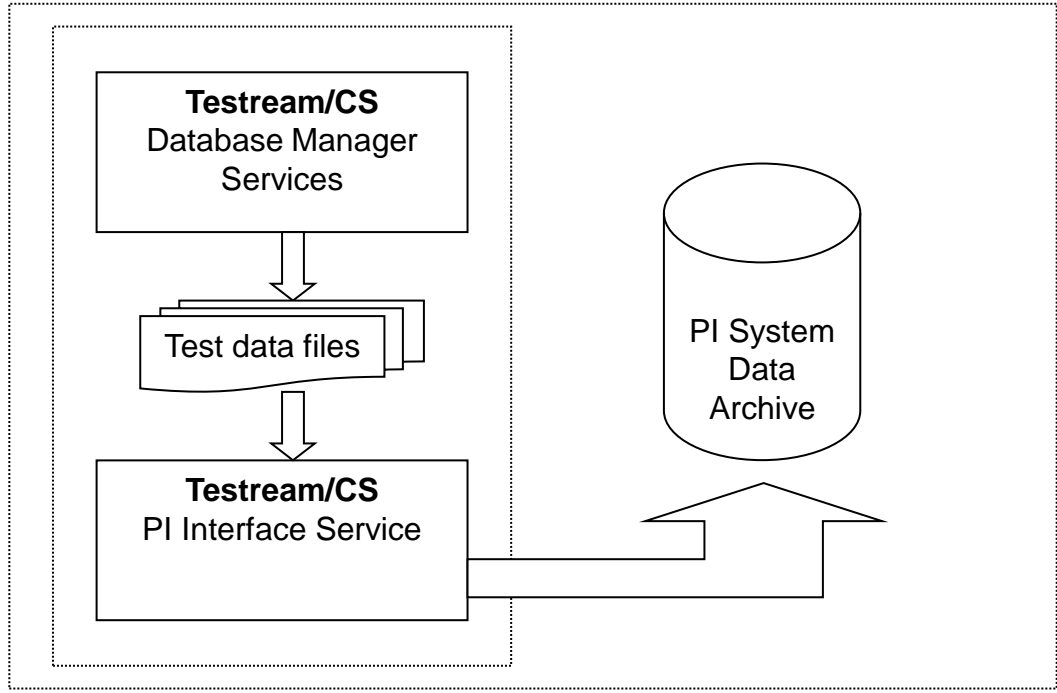 Testream/CS
Database Manager
Services
Test data files
Testream/CS
PI Interface Service
PI System
Data
Archive